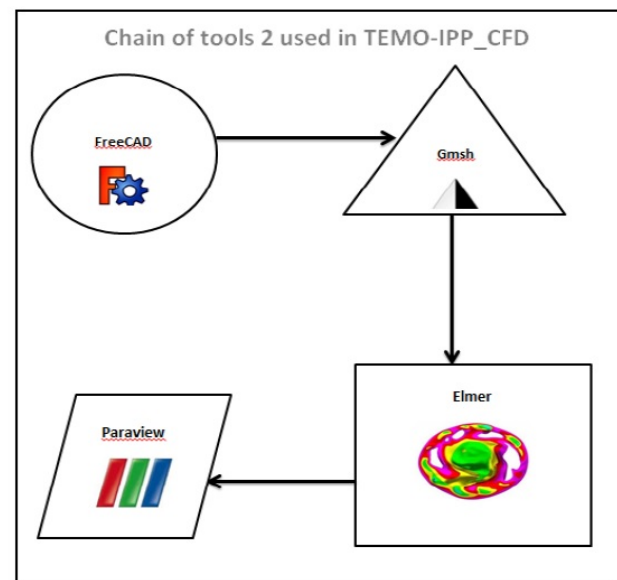 Chain of tools 2 used in TEMO-IPP_CFD
FreeCAD
Gmsh
Elmer
Paraview